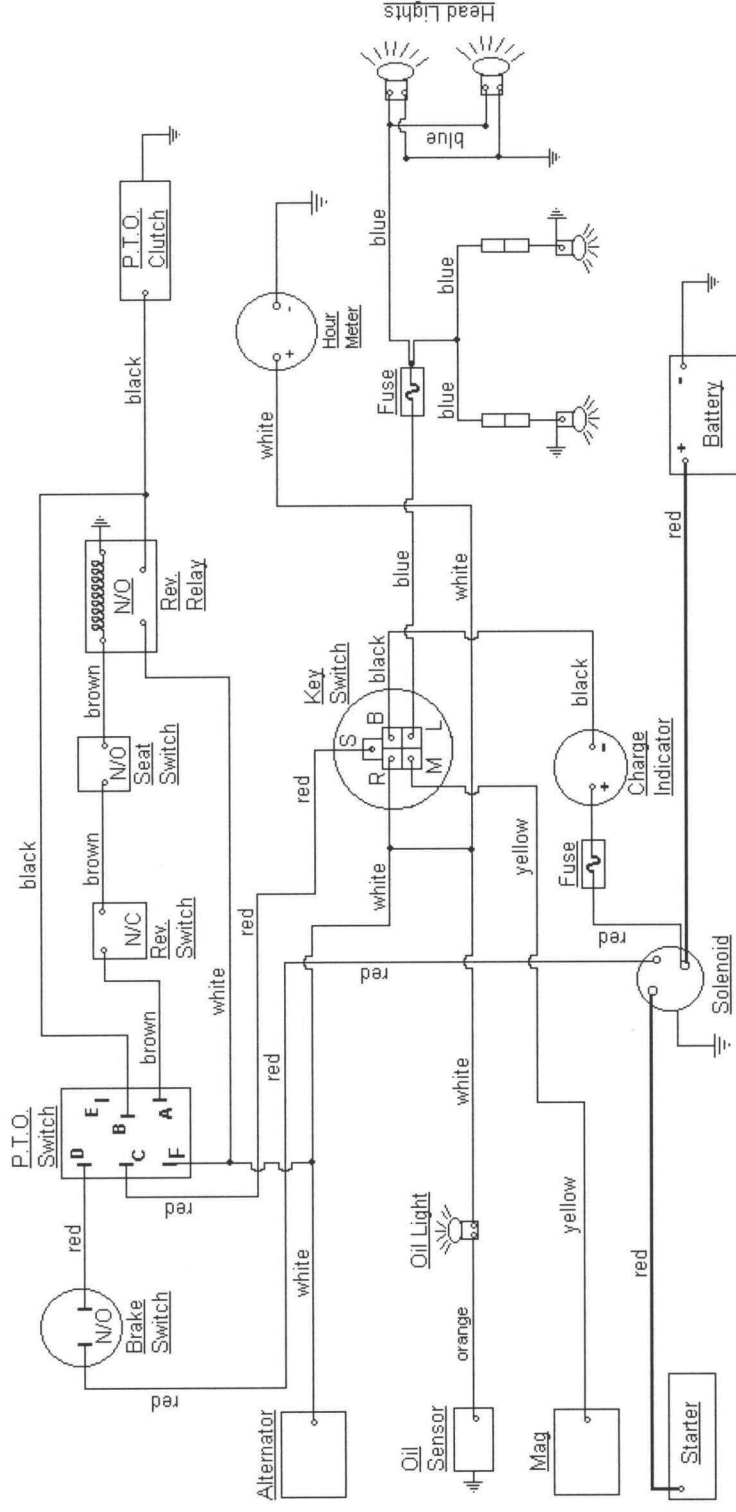 P.T.O.
Switch
D
E
C
B
F
A
red
Brake
Switch
N/O
red
red
brown
black
N/C
Rev.
Switch
brown
N/O
Seat
Switch
brown
N/O
Rev.
Relay
black
P.T.O.
Clutch
white
red
red
white
Alternator
white
Key
Switch
S
R
B
M
L
red
black
blue
white
white
Hour
Meter
+
-
Fuse
blue
blue
blue
blue
Head Lights
Oil
Sensor
orange
Oil Light
white
yellow
yellow
Mag
Charge
Indicator
+
-
black
Fuse
red
red
Solenoid
red
Battery
+
-
red
Starter